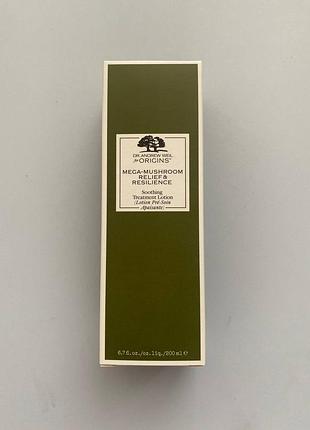 DR. ANDREW WEIL
for ORIGINS™
MEGA-MUSHROOM
RELIEF &
RESILIENCE
Soothing
Treatment Lotion
(Lotion Pré-Soin
Apaisante)
6.7 fl. oz./oz. liq./200 ml ℮